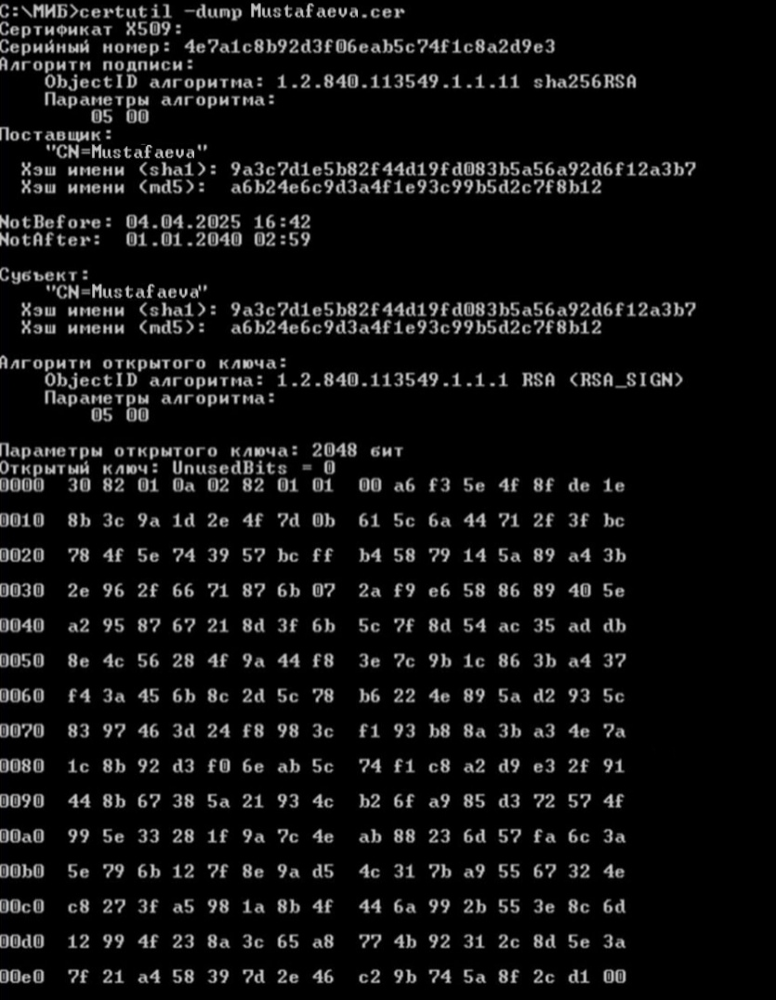 C:\МИБ>certutil -dump Mustafaeva.cer
Сертификат X509:
Серийный номер: 4e7a1c8b92d3f06eab5c74f1c8a2d9e3
Алгоритм подписи:
ObjectID алгоритма: 1.2.840.113549.1.1.11 sha256RSA
Параметры алгоритма:
05 00
Поставщик:
"CN=Mustafaeva"
Хэш имени (sha1): 9a3c7d1e5b82f44d19fd083b5a56a92d6f12a3b7
Хэш имени (md5): a6b24e6c9d3a4f1e93c99b5d2c7f8b12
NotBefore: 04.04.2025 16:42
NotAfter: 01.01.2040 02:59
Субъект:
"CN=Mustafaeva"
Хэш имени (sha1): 9a3c7d1e5b82f44d19fd083b5a56a92d6f12a3b7
Хэш имени (md5): a6b24e6c9d3a4f1e93c99b5d2c7f8b12
Алгоритм открытого ключа:
ObjectID алгоритма: 1.2.840.113549.1.1.1 RSA (RSA_SIGN)
Параметры алгоритма:
05 00
Параметры открытого ключа: 2048 бит
Открытый ключ: UnusedBits = 0
0000 30 82 01 0a 02 82 01 01 00 a6 f3 5e 4f 8f de 1e
0010 8b 3c 9a 1d 2e 4f 7d 0b 61 5c 6a 44 71 2f 3f bc
0020 78 4f 5e 74 39 57 bc ff b4 58 79 14 5a 89 a4 3b
0030 2e 96 2f 66 71 87 6b 07 2a f9 e6 58 86 89 40 5e
0040 a2 95 87 67 21 8d 3f 6b 5c 7f 8d 54 ac 35 ad db
0050 8e 4c 56 28 4f 9a 44 f8 3e 7c 9b 1c 86 3b a4 37
0060 f4 3a 45 6b 8c 2d 5c 78 b6 22 4e 89 5a d2 93 5c
0070 83 97 46 3d 24 f8 98 3c f1 93 b8 8a 3b a3 4e 7a
0080 1c 8b 92 d3 f0 6e ab 5c 74 f1 c8 a2 d9 e3 2f 91
0090 44 8b 67 38 5a 21 93 4c b2 6f a9 85 d3 72 57 4f
00a0 99 5e 33 28 1f 9a 7c 4e ab 88 23 6d 57 fa 6c 3a
00b0 5e 79 6b 12 7f 8e 9a d5 4c 31 7b a9 55 67 32 4e
00c0 c8 27 3f a5 98 1a 8b 4f 44 6a 99 2b 55 3e 8c 6d
00d0 12 99 4f 23 8a 3c 65 a8 77 4b 92 31 2c 8d 5e 3a
00e0 7f 21 a4 58 39 7d 2e 46 c2 9b 74 5a 8f 2c d1 00